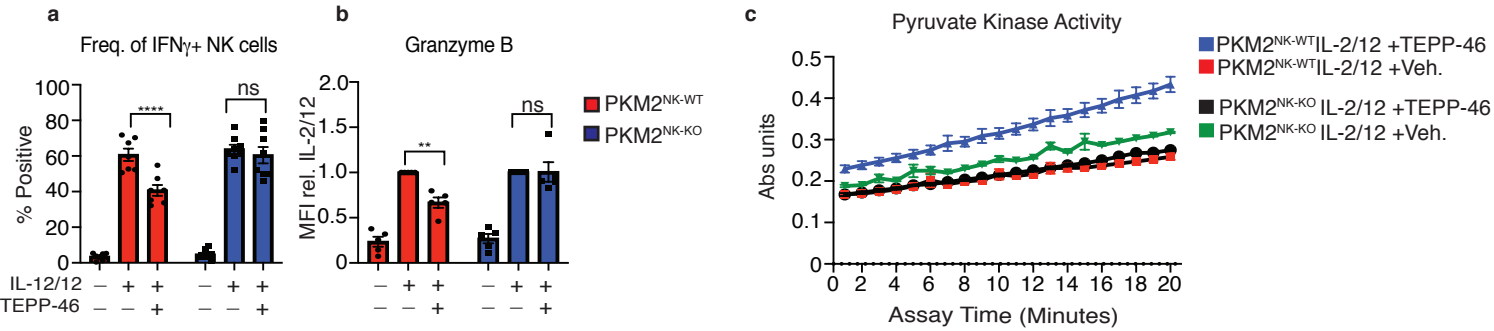 a
Freq. of IFNγ+ NK cells
% Positive
100
80
60
40
20
0
****
ns
IL-12/12
– + + – + +
TEPP-46
– – + – – +
b
Granzyme B
MFI rel. IL-2/12
2.0
1.5
1.0
0.5
0
**
ns
– + + – + +
– – + – – +
PKM2NK-WT
PKM2NK-KO
c
Pyruvate Kinase Activity
Abs units
0.5
0.4
0.3
0.2
0.1
0
0 2 4 6 8 10 12 14 16 18 20
Assay Time (Minutes)
PKM2NK-WTIL-2/12 +TEPP-46
PKM2NK-WTIL-2/12 +Veh.
PKM2NK-KO IL-2/12 +TEPP-46
PKM2NK-KO IL-2/12 +Veh.